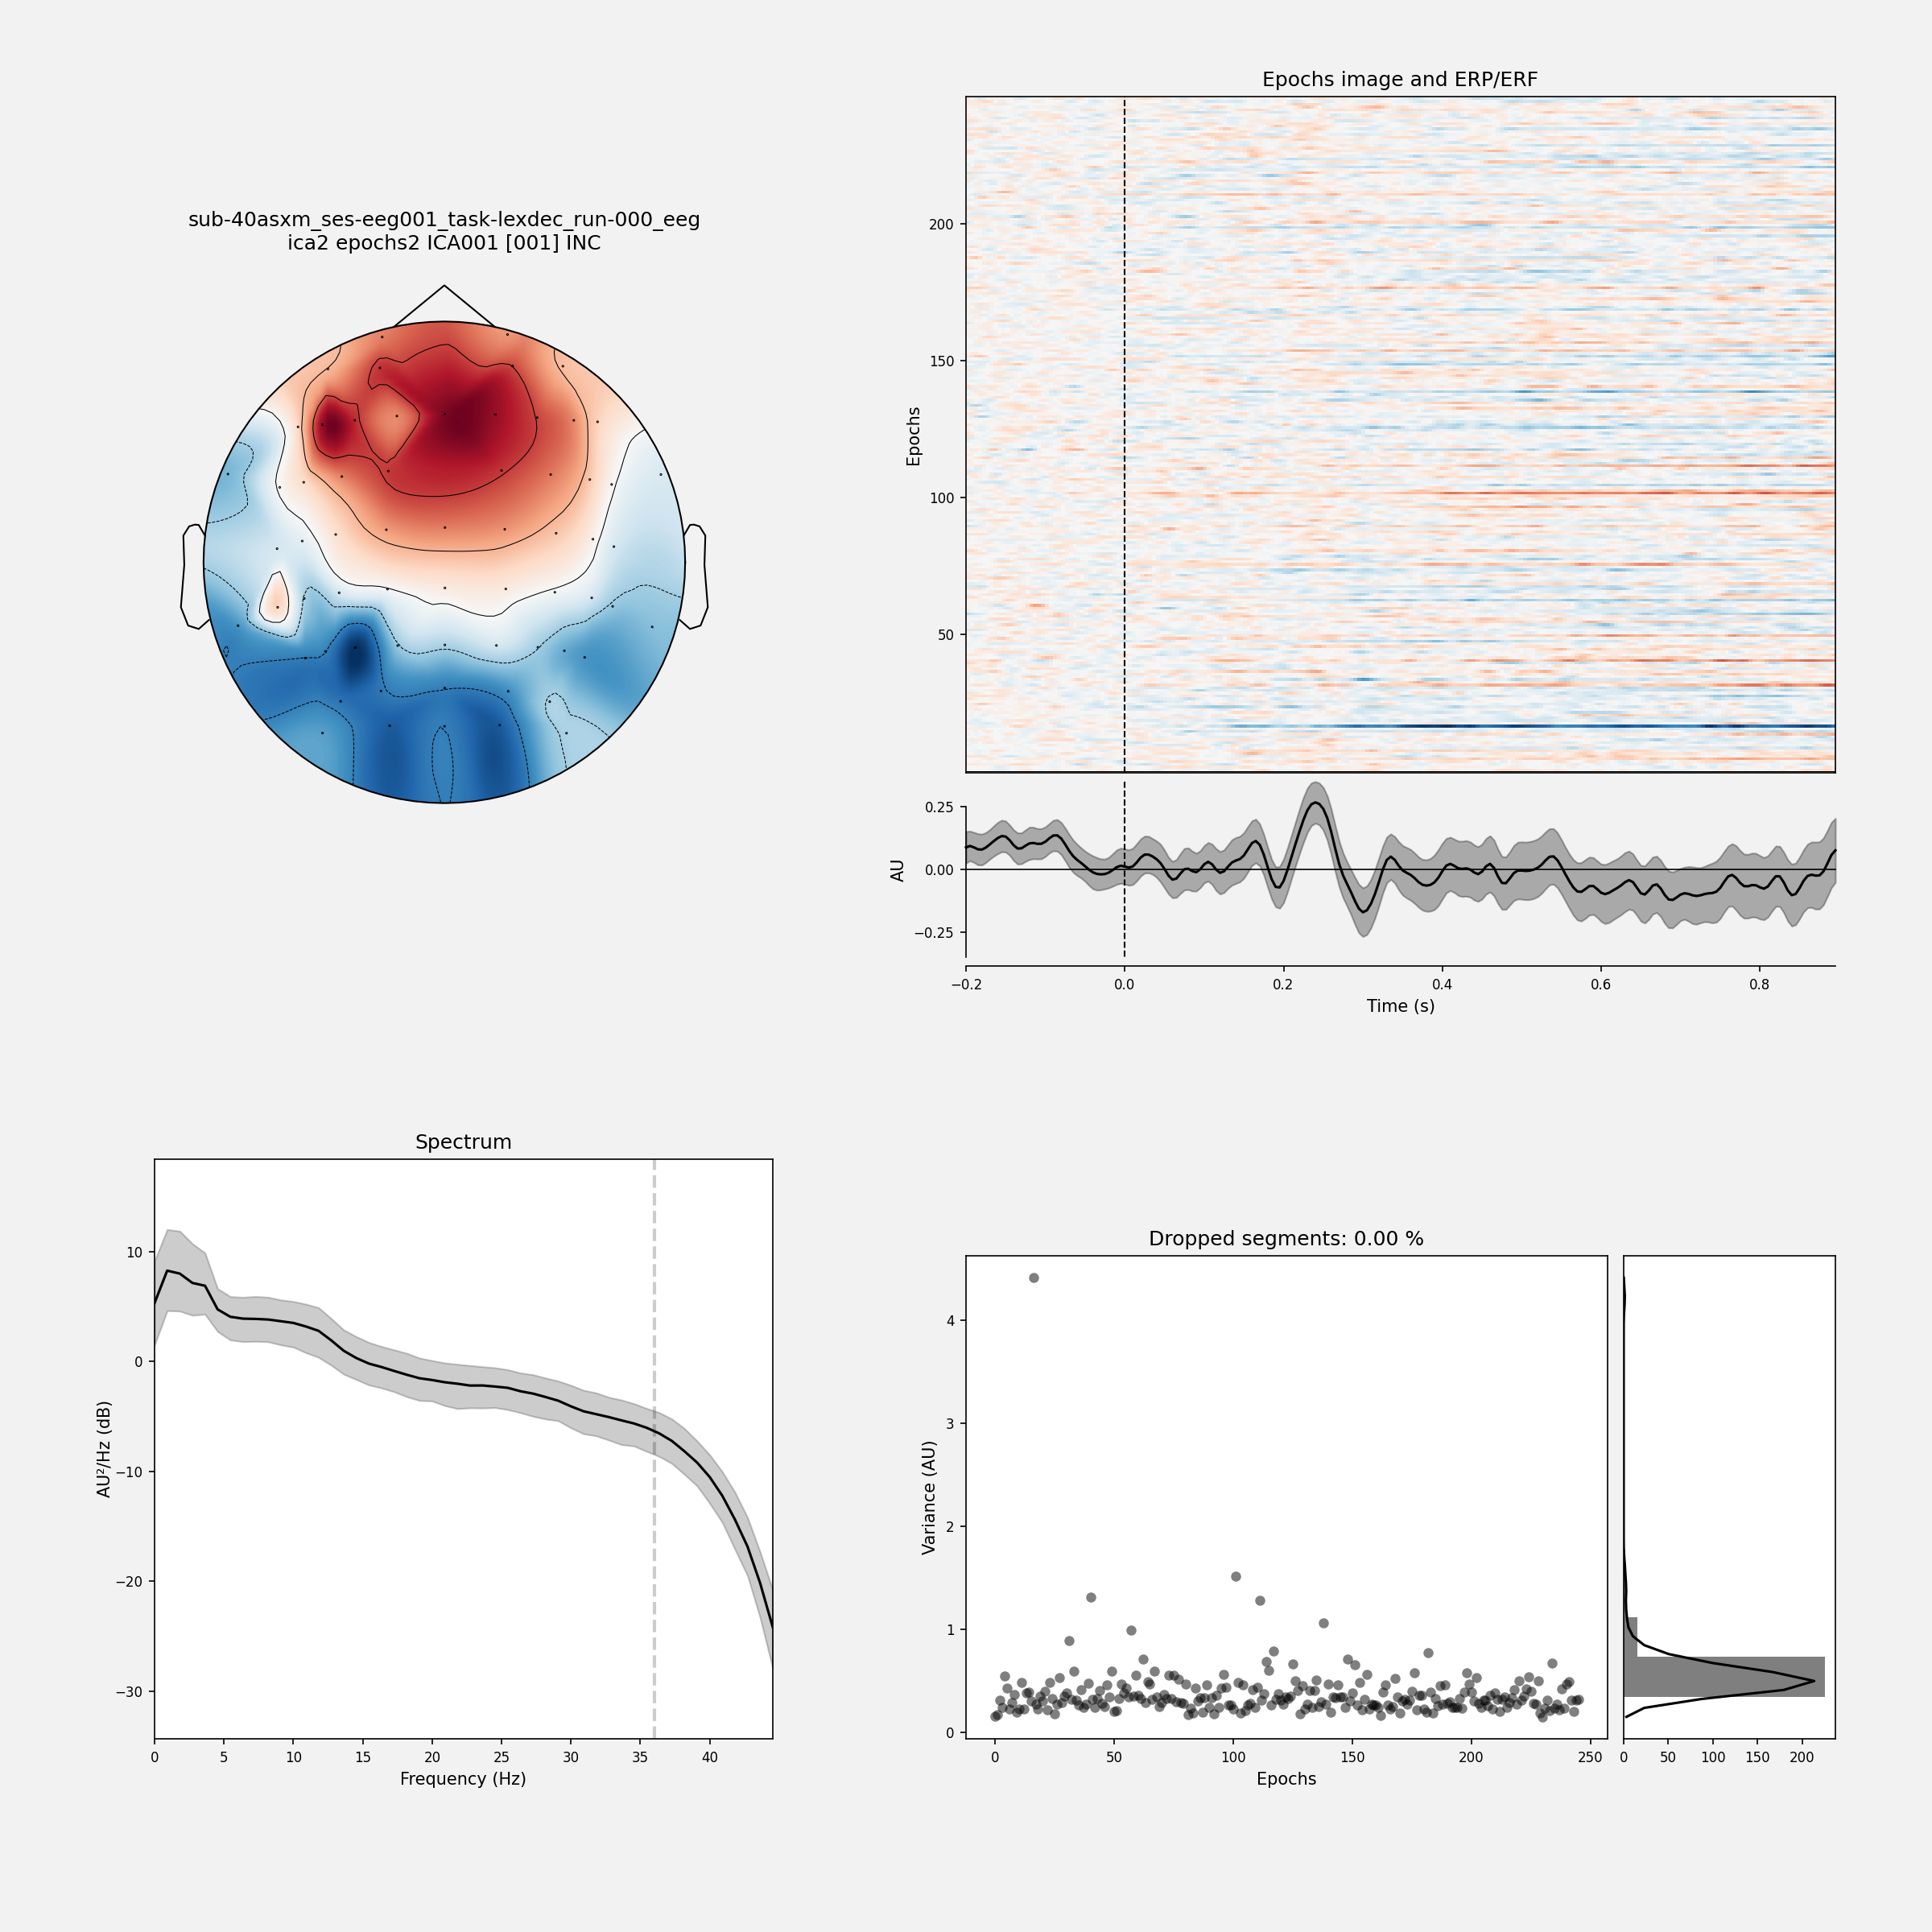 sub-40asxm_ses-eeg001_task-lexdec_run-000_eeg
ica2 epochs2 ICA001 [001] INC
Epochs image and ERP/ERF
Epochs
200
150
100
50
AU
0.25
0.00
−0.25
−0.2 0.0 0.2 0.4 0.6 0.8
Time (s)
Spectrum
AU²/Hz (dB)
10
0
−10
−20
−30
0 5 10 15 20 25 30 35 40
Frequency (Hz)
Dropped segments: 0.00 %
Variance (AU)
4
3
2
1
0
0 50 100 150 200 250
Epochs
0 50 100 150 200